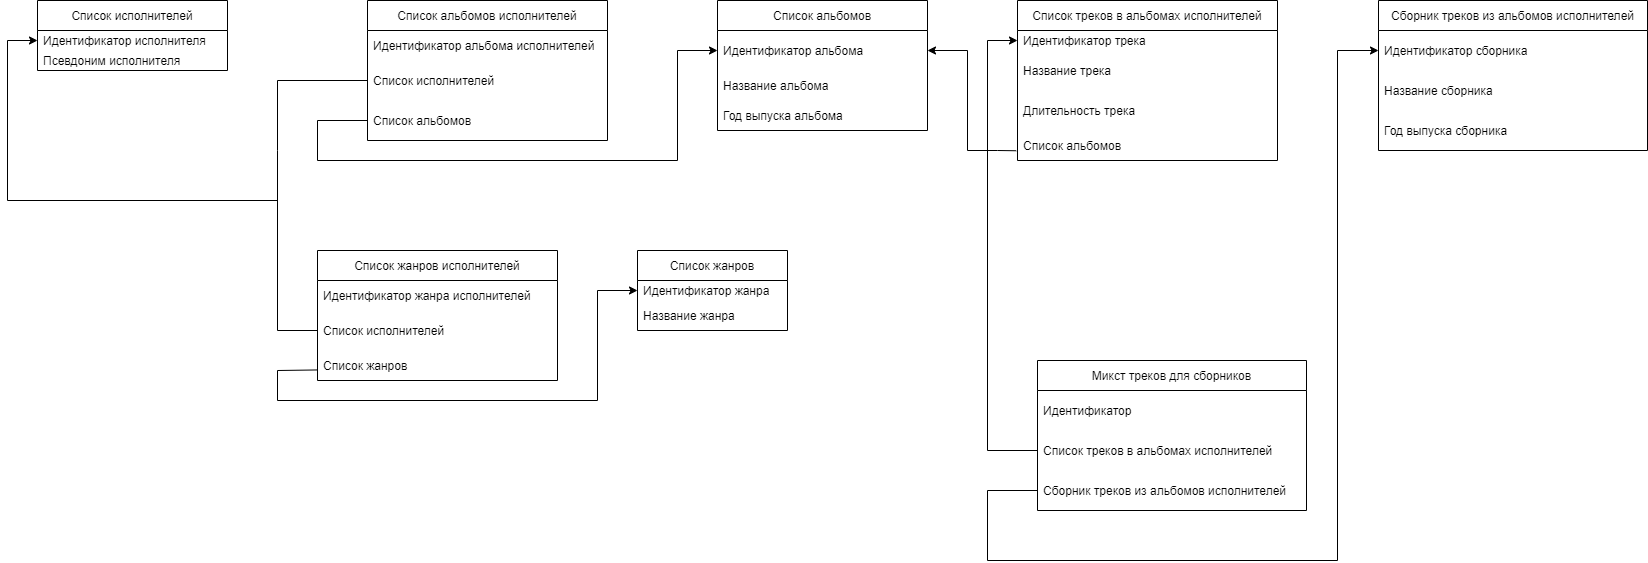 Список исполнителей
Идентификатор исполнителя
Псевдоним исполнителя
Список альбомов исполнителей
Идентификатор альбома исполнителей
Список исполнителей
Список альбомов
Список альбомов
Идентификатор альбома
Название альбома
Год выпуска альбома
Список треков в альбомах исполнителей
Идентификатор трека
Название трека
Длительность трека
Список альбомов
Сборник треков из альбомов исполнителей
Идентификатор сборника
Название сборника
Год выпуска сборника
Список жанров исполнителей
Идентификатор жанра исполнителей
Список исполнителей
Список жанров
Список жанров
Идентификатор жанра
Название жанра
Микст треков для сборников
Идентификатор
Список треков в альбомах исполнителей
Сборник треков из альбомов исполнителей